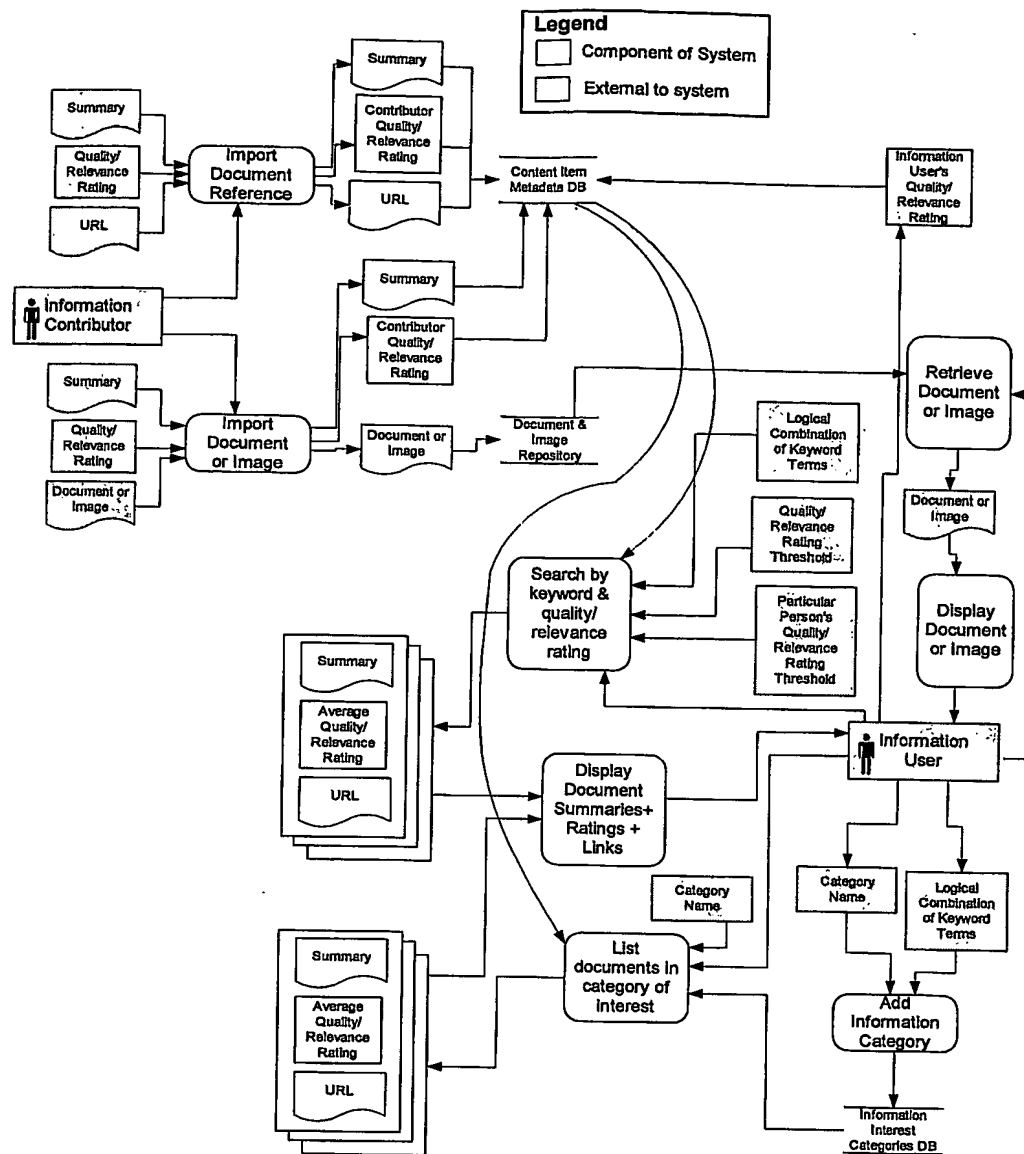 Legend
Component of System
External to system
Summary
Quality/
Relevance
Rating
URL
Import
Document
Reference
Summary
Contributor
Quality/
Relevance
Rating
URL
Content Item
Metadata DB
Information
User's
Quality/
Relevance
Rating
Information
Contributor
Summary
Contributor
Quality/
Relevance
Rating
Summary
Quality/
Relevance
Rating
Document or
Image
Import
Document
or Image
Document or
Image
Document &
Image
Repository
Logical
Combination
of Keyword
Terms
Quality/
Relevance
Rating
Threshold
Particular
Person's
Quality/
Relevance
Rating
Threshold
Retrieve
Document
or Image
Document or
Image
Display
Document
or Image
Search by
keyword &
quality/
relevance
rating
Summary
Average
Quality/
Relevance
Rating
URL
Display
Document
Summaries+
Ratings +
Links
Information
User
Category
Name
Category
Name
Logical
Combination
of Keyword
Terms
Summary
Average
Quality/
Relevance
Rating
URL
List
documents in
category of
interest
Add
Information
Category
Information
Interest
Categories DB